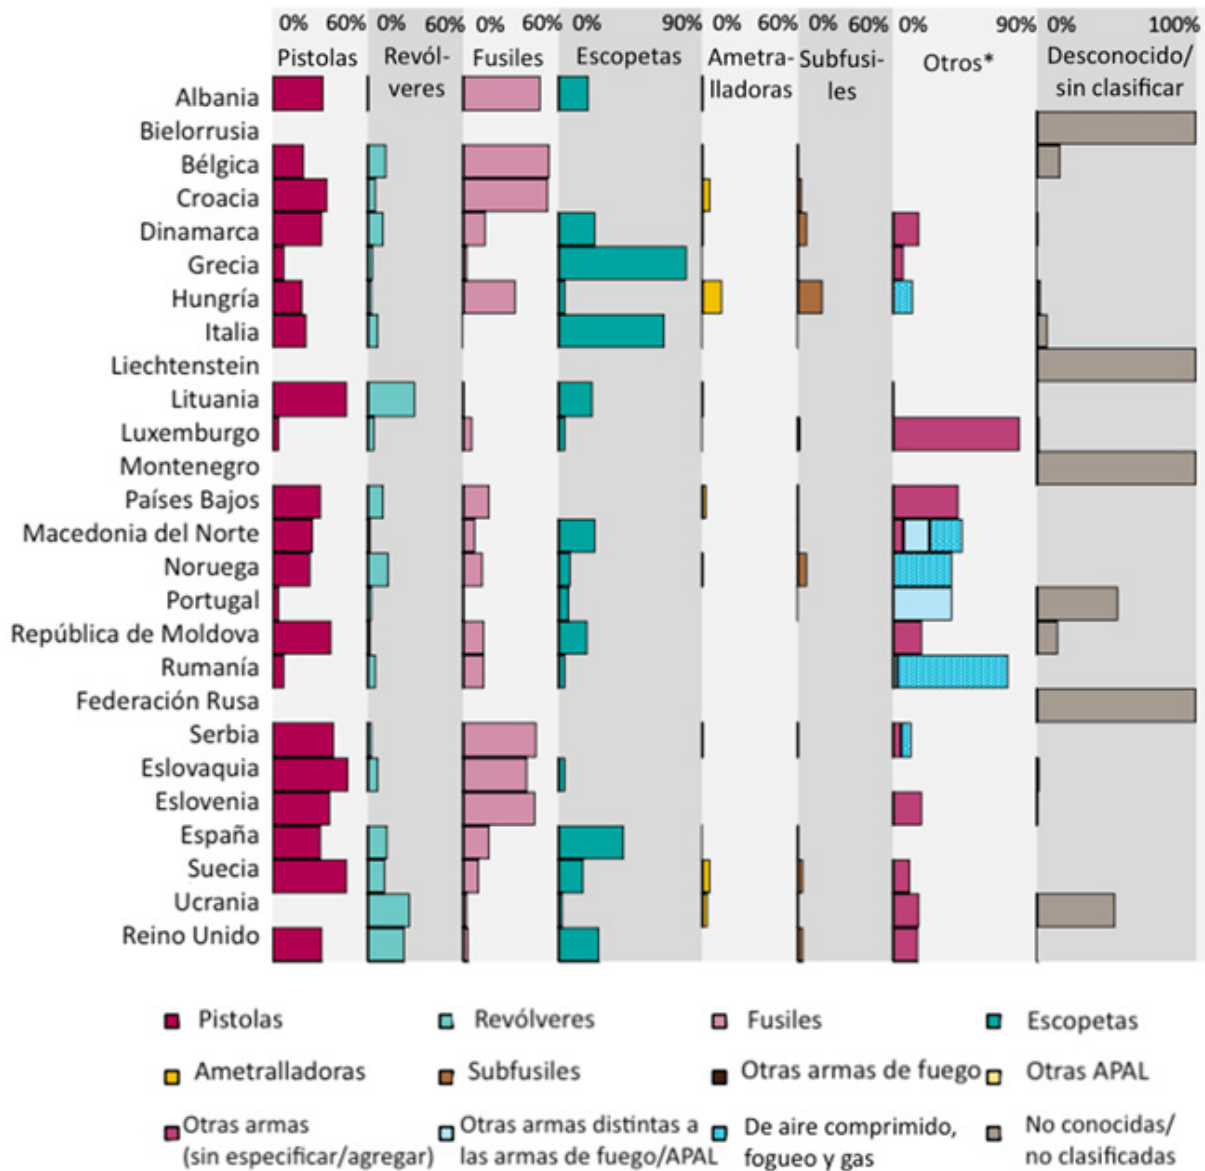 0% 60% 0% 60% 0% 60% 0% 90% 0% 60% 0% 60% 0% 90% 0% 100%
Pistolas Revól- Fusiles Escopetas Ametra- Subfusi- Otros* Desconocido/
veres lladoras les sin clasificar
Albania
Bielorrusia
Bélgica
Croacia
Dinamarca
Grecia
Hungría
Italia
Liechtenstein
Lituania
Luxemburgo
Montenegro
Países Bajos
Macedonia del Norte
Noruega
Portugal
República de Moldova
Rumanía
Federación Rusa
Serbia
Eslovaquia
Eslovenia
España
Suecia
Ucrania
Reino Unido
Pistolas Revólveres Fusiles Escopetas
Ametralladoras Subfusiles Otras armas de fuego Otras APAL
Otras armas Otras armas distintas a De aire comprimido, No conocidas/
(sin especificar/agregar) las armas de fuego/APAL fogueo y gas no clasificadas